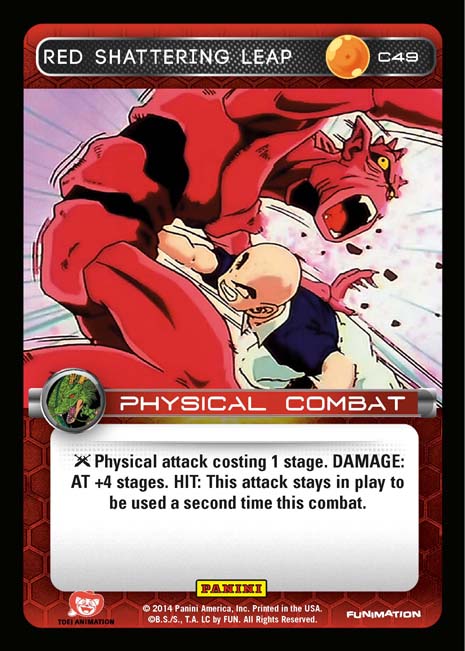 RED SHATTERING LEAP C49
PHYSICAL COMBAT
Physical attack costing 1 stage. DAMAGE:
AT +4 stages. HIT: This attack stays in play to
be used a second time this combat.
PANINI
© 2014 Panini America, Inc. Printed in the USA.
©B.S./S., T.A. LC by FUN. All Rights Reserved.
TOEI ANIMATION
FUNIMATION